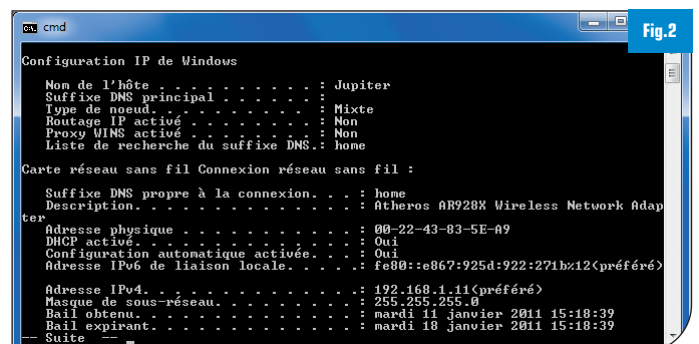 cmd
Fig.2
Configuration IP de Windows
Nom de l'hôte . . . . . . . . . . : Jupiter
Suffixe DNS principal . . . . . . :
Type de noeud. . . . . . . . . . : Mixte
Routage IP activé . . . . . . . . : Non
Proxy WINS activé . . . . . . . . : Non
Liste de recherche du suffixe DNS.: home
Carte réseau sans fil Connexion réseau sans fil :
Suffixe DNS propre à la connexion. . . : home
Description. . . . . . . . . . . . . . : Atheros AR928X Wireless Network Adap
ter
Adresse physique . . . . . . . . . . . : 00-22-43-83-5E-A9
DHCP activé. . . . . . . . . . . . . . : Oui
Configuration automatique activée. . . : Oui
Adresse IPv6 de liaison locale. . . . .: fe80::e867:925d:922:271b%12(préféré)
Adresse IPv4. . . . . . . . . . . . . .: 192.168.1.11(préféré)
Masque de sous-réseau. . . . . . . . . : 255.255.255.0
Bail obtenu. . . . . . . . . . . . . . : mardi 11 janvier 2011 15:18:39
Bail expirant. . . . . . . . . . . . . : mardi 18 janvier 2011 15:18:39
-- Suite -- _